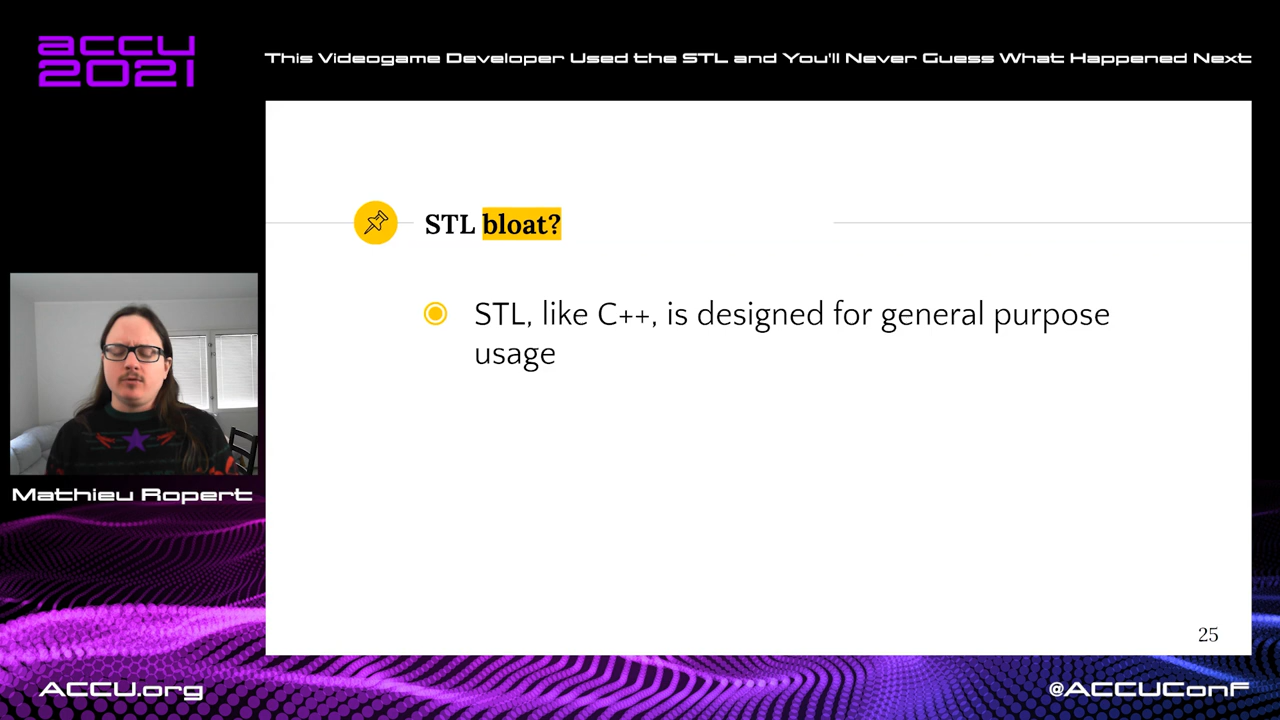 accu
2021
This Videogame Developer Used the STL and You'll Never Guess What Happened Next
STL bloat?
STL, like C++, is designed for general purpose
usage
Mathieu Ropert
25
ACCU.org
@ACCUConf